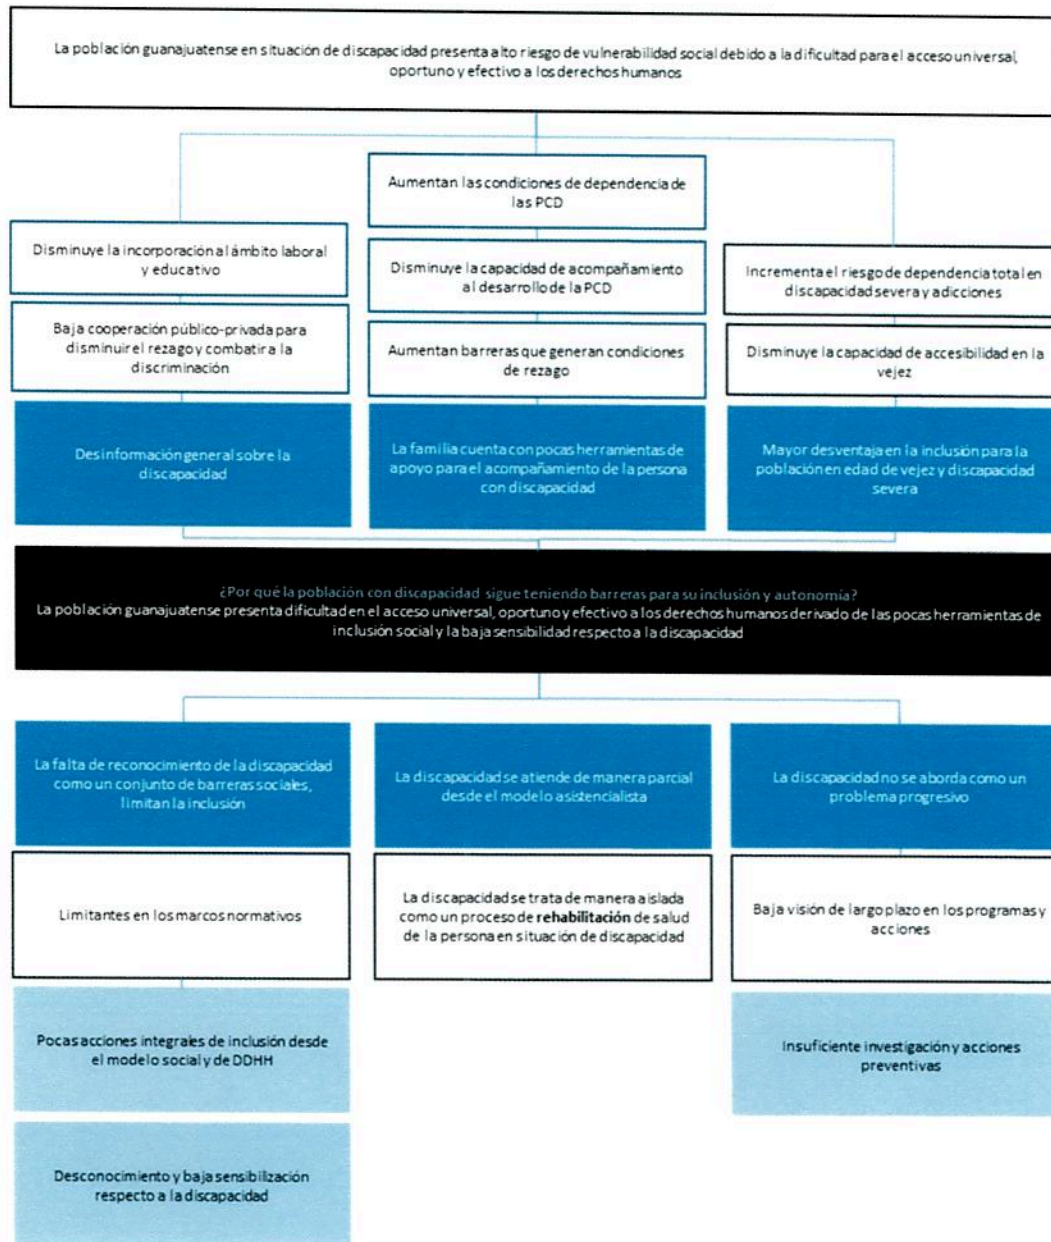 La población guanajuatense en situación de discapacidad presenta alto riesgo de vulnerabilidad social debido a la dificultad para el acceso universal,
oportuno y efectivo a los derechos humanos
Aumentan las condiciones de dependencia de
las PCD
Disminuye la incorporación al ámbito laboral
y educativo
Disminuye la capacidad de acompañamiento
al desarrollo de la PCD
Incrementa el riesgo de dependencia total en
discapacidad severa y adicciones
Baja cooperación público-privada para
disminuir el rezago y combatir a la
discriminación
Aumentan barreras que generan condiciones
de rezago
Disminuye la capacidad de accesibilidad en la
vejez
Desinformación general sobre la
discapacidad
La familia cuenta con pocas herramientas de
apoyo para el acompañamiento de la persona
con discapacidad
Mayor desventaja en la inclusión para la
población en edad de vejez y discapacidad
severa
¿Por qué la población con discapacidad sigue teniendo barreras para su inclusión y autonomía?
La población guanajuatense presenta dificultad en el acceso universal, oportuno y efectivo a los derechos humanos derivado de las pocas herramientas de
inclusión social y la baja sensibilidad respecto a la discapacidad
La falta de reconocimiento de la discapacidad
como un conjunto de barreras sociales,
limitan la inclusión
La discapacidad se atiende de manera parcial
desde el modelo asistencialista
La discapacidad no se aborda como un
problema progresivo
Limitantes en los marcos normativos
La discapacidad se trata de manera aislada
como un proceso de rehabilitación de salud
de la persona en situación de discapacidad
Baja visión de largo plazo en los programas y
acciones
Pocas acciones integrales de inclusión desde
el modelo social y de DDHH
Insuficiente investigación y acciones
preventivas
Desconocimiento y baja sensibilización
respecto a la discapacidad